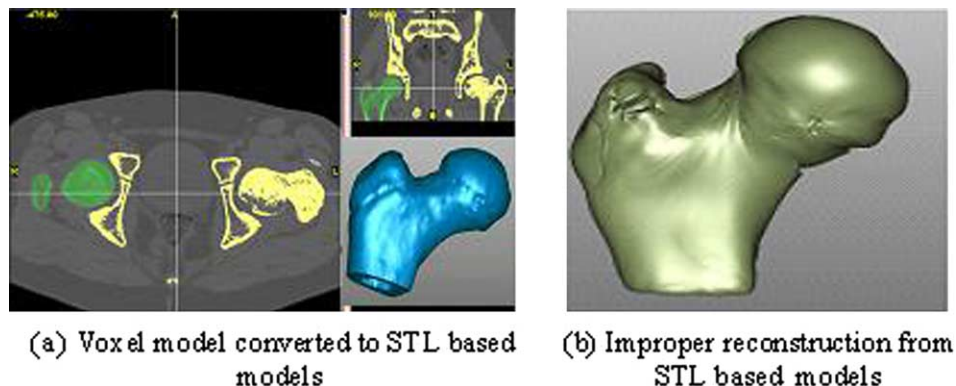 A
(a) Voxel model converted to STL based
models
(b) Improper reconstruction from
STL based models